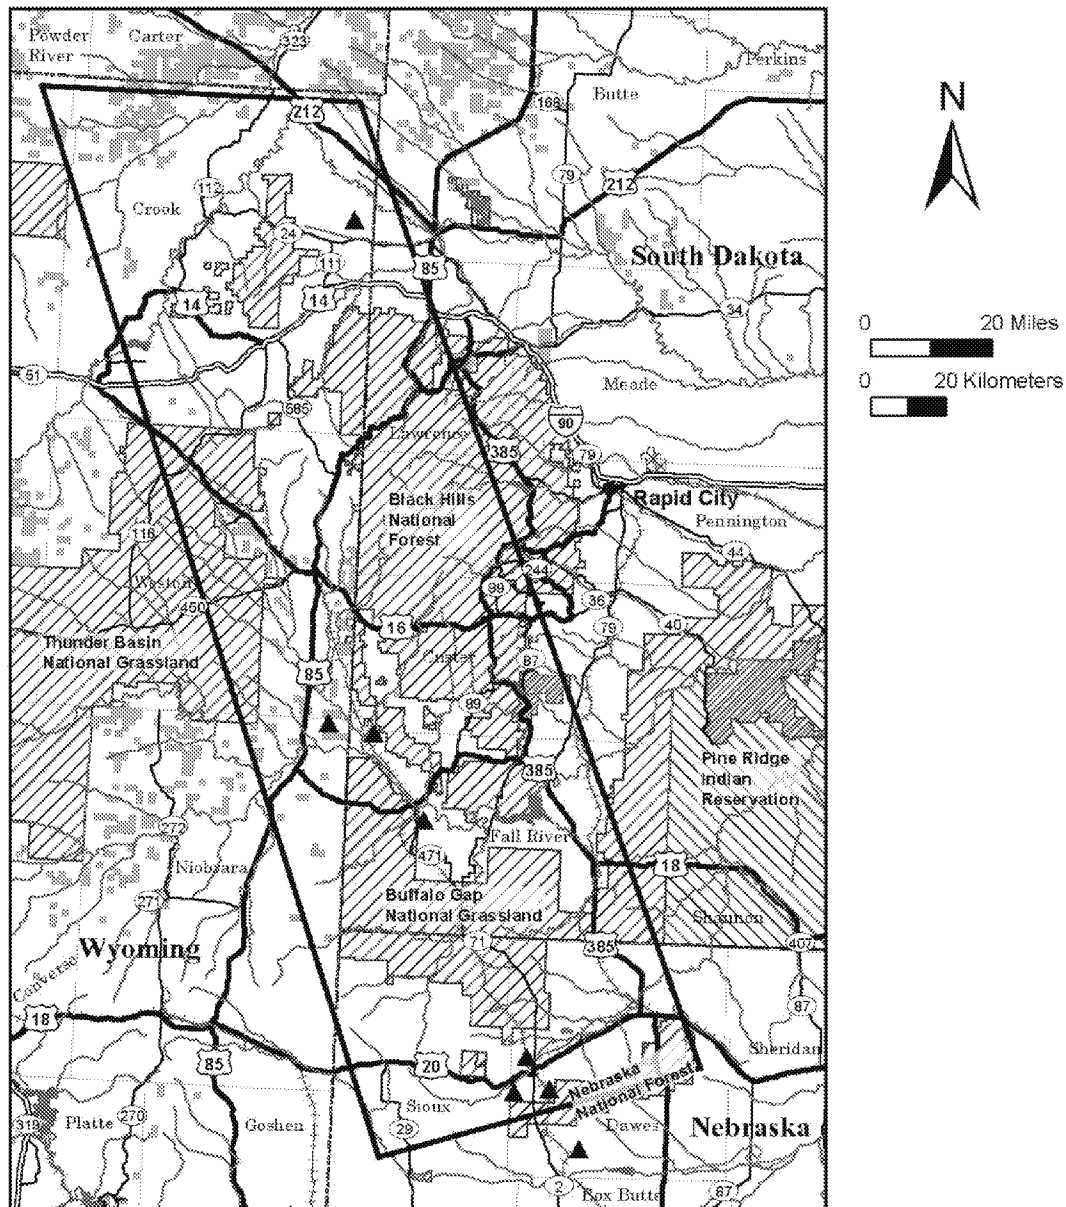 Powder
River
Carter
323
Perkins
Butte
168
212
79
212
112
Crook
24
South Dakota
85
111
14
14
34
N
0 20 Miles
0 20 Kilometers
51
Meade
585
90
Lawrence
385
79
Black Hills
National
Forest
Rapid City
Pennington
116
44
244
Weston
89
36
450
16
79
40
Thunder Basin
National Grassland
Custer
87
85
89
Pine Ridge
Indian
Reservation
385
272
Fall River
471
18
Niobrara
271
Buffalo Gap
National Grassland
Shannon
71
385
407
Wyoming
Converse
18
87
85
20
Sheridan
Nebraska
National Forest
Sioux
319
Platte
270
Goshen
29
Dawes
Nebraska
2
Box Butte
87